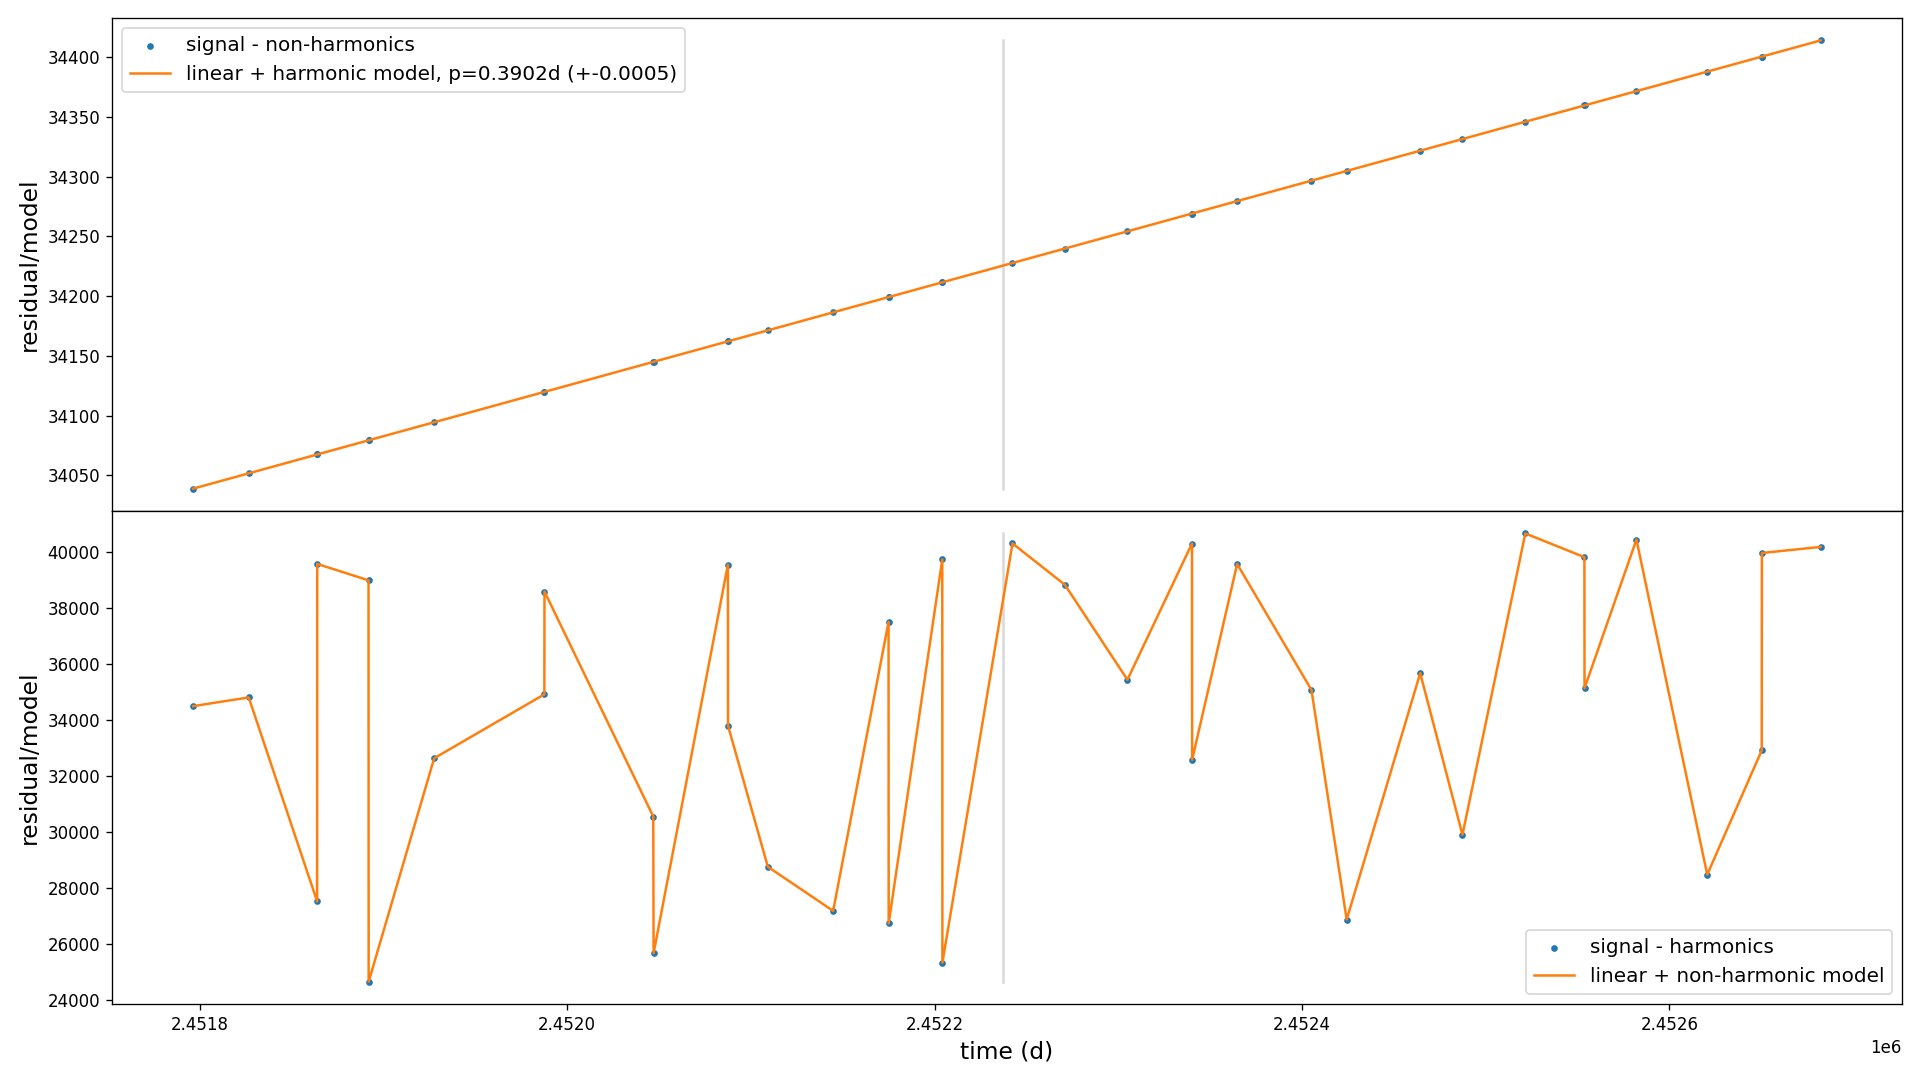 signal - non-harmonics
linear + harmonic model, p=0.3902d (+-0.0005)
34400
34350
34300
34250
34200
34150
34100
34050
residual/model
40000
38000
36000
34000
32000
30000
28000
26000
24000
residual/model
signal - harmonics
linear + non-harmonic model
2.4518
2.4520
2.4522
2.4524
2.4526
time (d)
1e6